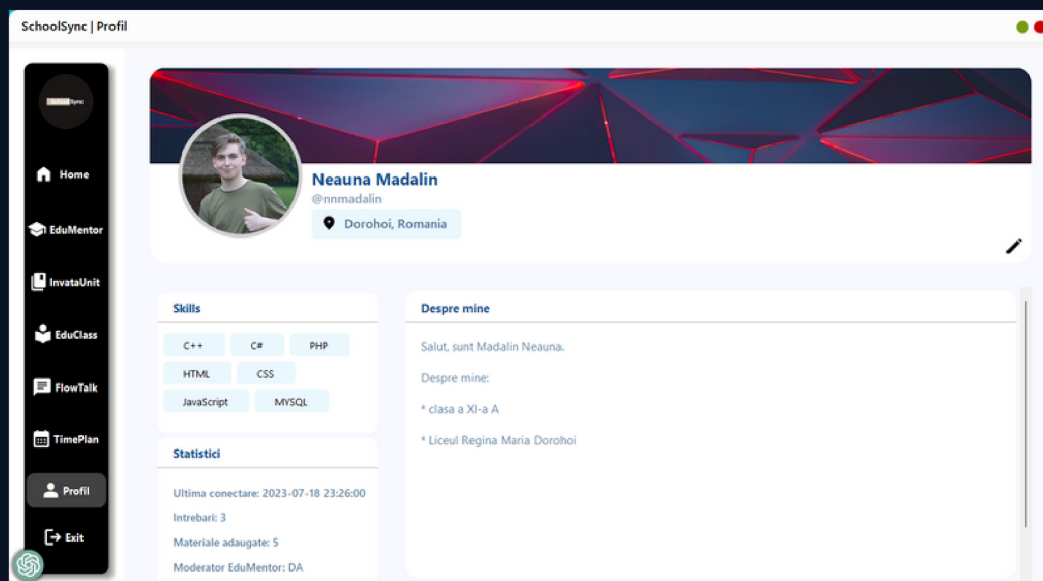 SchoolSync | Profil
SchoolSync
Home
EduMentor
InvataUnit
EduClass
FlowTalk
TimePlan
Profil
Exit
Neauna Madalin
@nnmadalin
Dorohoi, Romania
Skills
C++ C# PHP
HTML CSS
JavaScript MYSQL
Statistici
Ultima conectare: 2023-07-18 23:26:00
Intrebari: 3
Materiale adaugate: 5
Moderator EduMentor: DA
Despre mine
Salut, sunt Madalin Neauna.
Despre mine:
* clasa a XI-a A
* Liceul Regina Maria Dorohoi